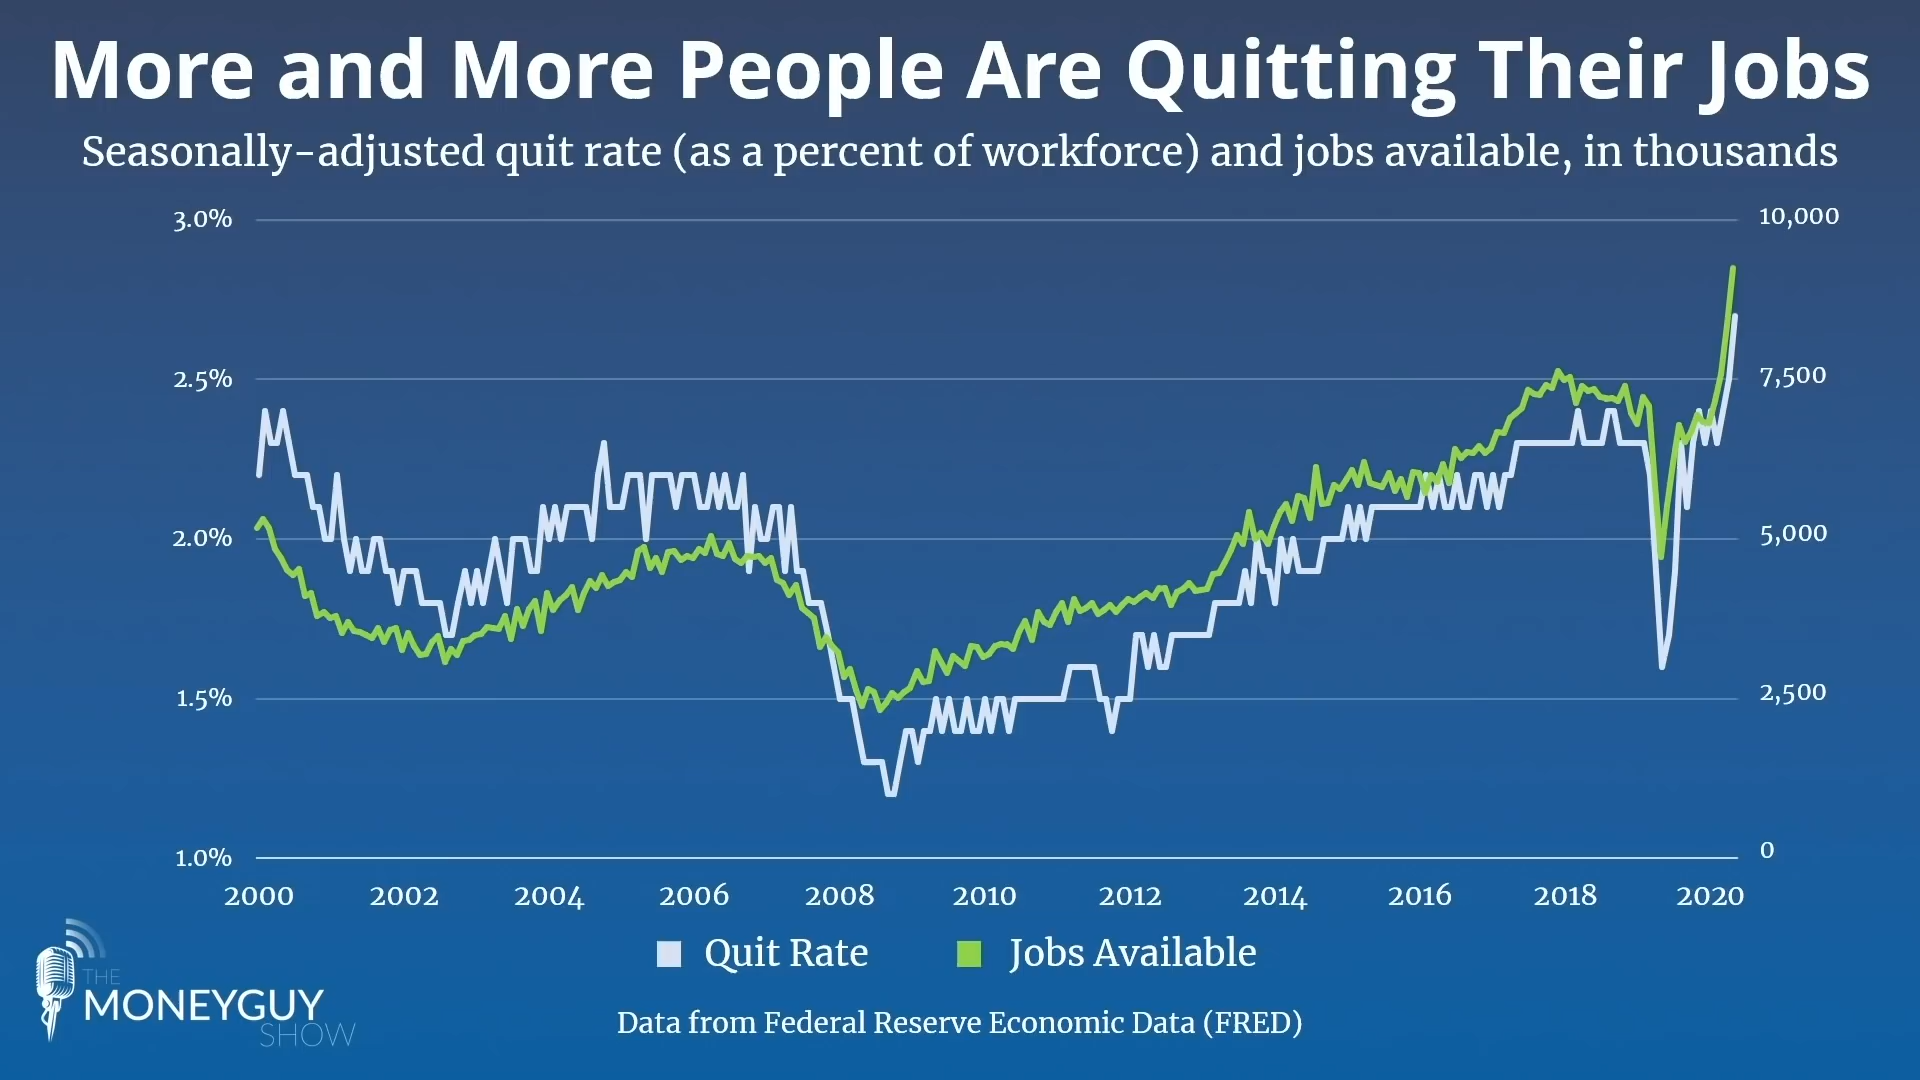 More and More People Are Quitting Their Jobs
Seasonally-adjusted quit rate (as a percent of workforce) and jobs available, in thousands
3.0%
10,000
2.5%
7,500
2.0%
5,000
1.5%
2,500
1.0%
0
2000 2002 2004 2006 2008 2010 2012 2014 2016 2018 2020
Quit Rate Jobs Available
Data from Federal Reserve Economic Data (FRED)
THE
MONEYGUY
SHOW